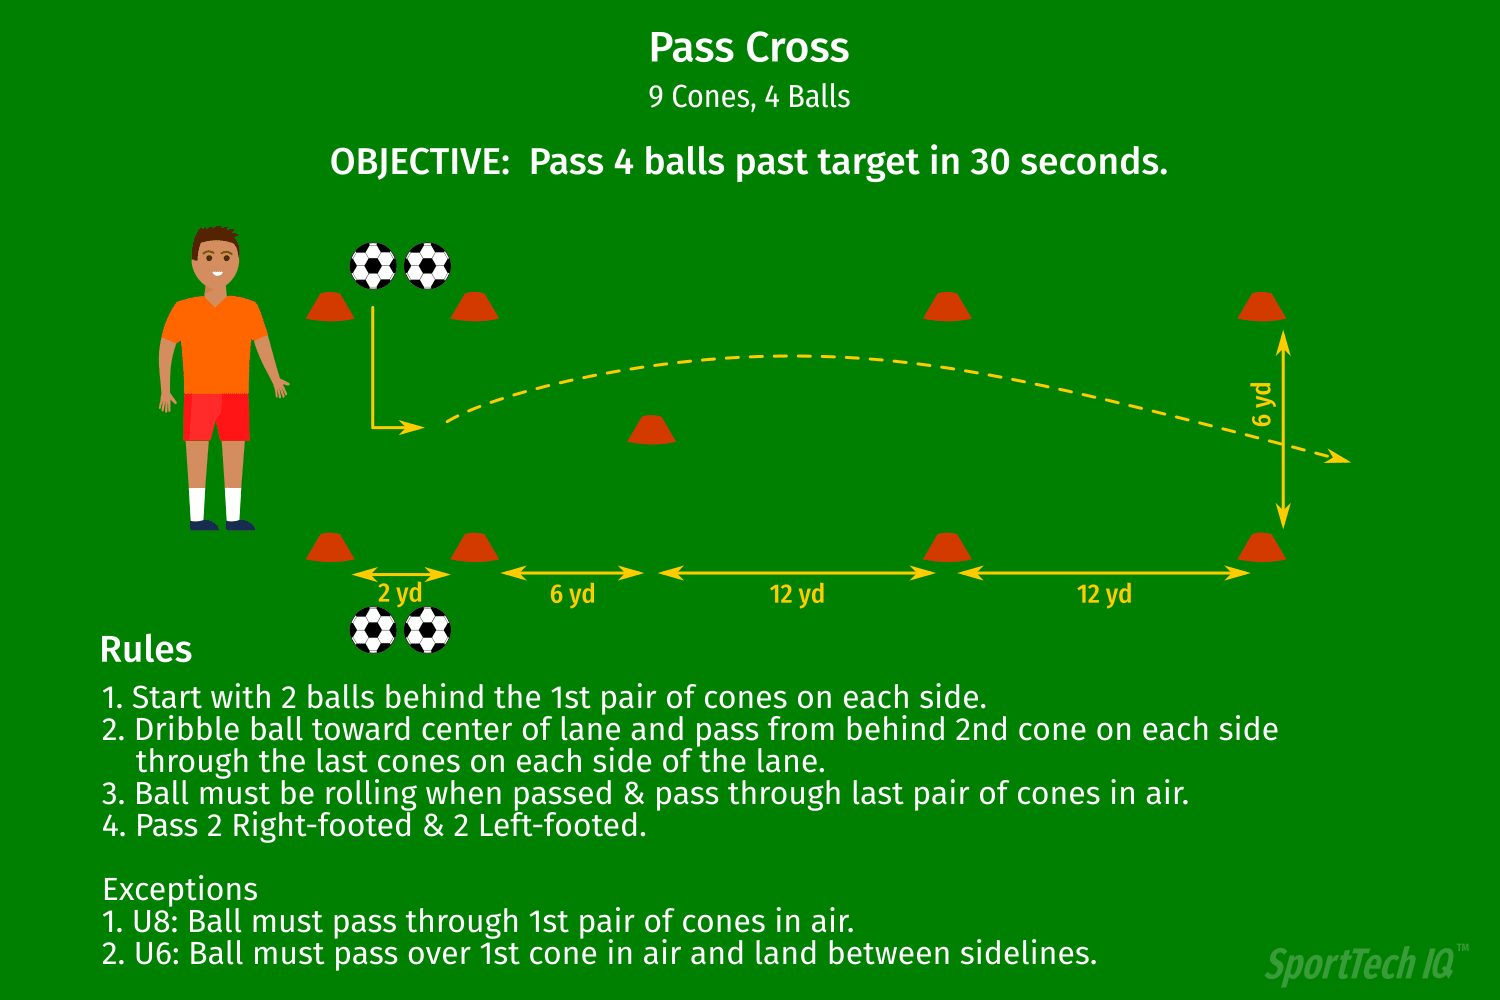 Pass Cross
9 Cones, 4 Balls
OBJECTIVE:  Pass 4 balls past target in 30 seconds.
6 yd
2 yd
6 yd
12 yd
12 yd
Rules
1. Start with 2 balls behind the 1st pair of cones on each side.
2. Dribble ball toward center of lane and pass from behind 2nd cone on each side
through the last cones on each side of the lane.
3. Ball must be rolling when passed & pass through last pair of cones in air.
4. Pass 2 Right-footed & 2 Left-footed.
Exceptions
1. U8: Ball must pass through 1st pair of cones in air.
2. U6: Ball must pass over 1st cone in air and land between sidelines.
SportTech IQ™